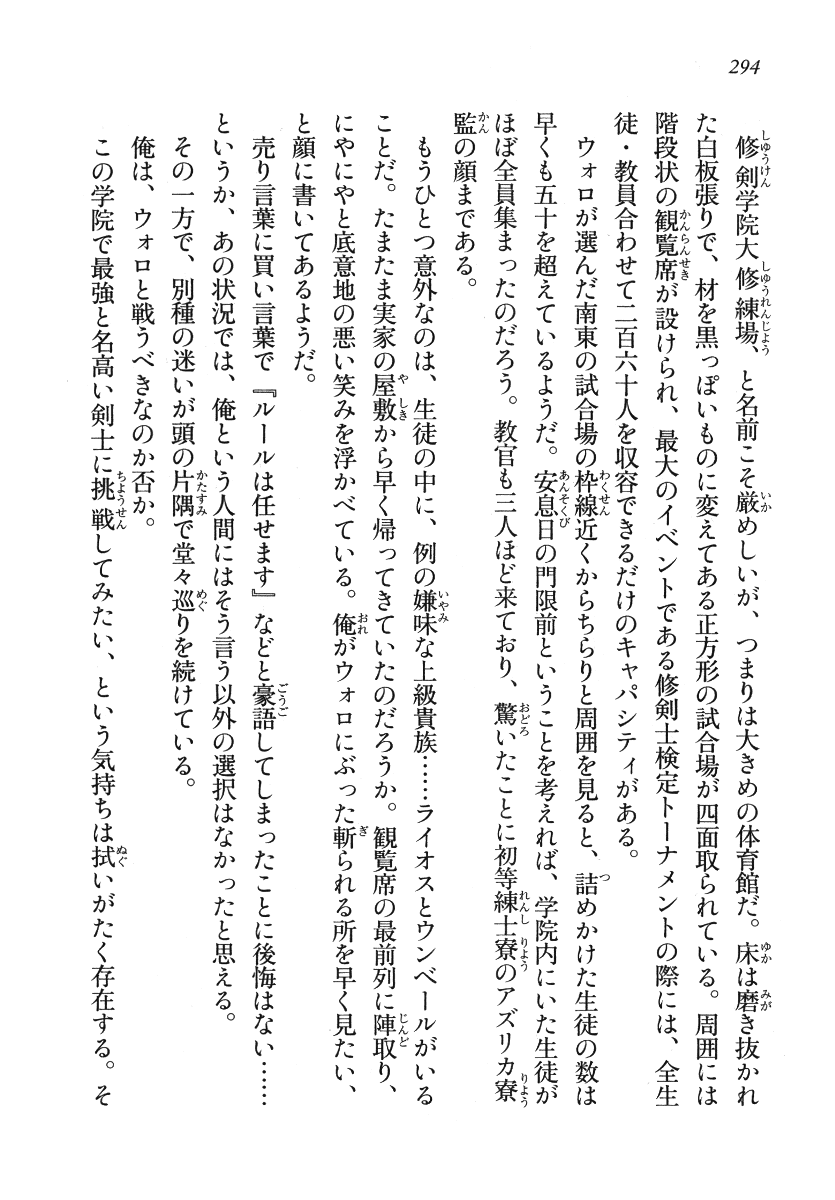 294
修剣学院大修練場、と名前こそ厳めしいが、つまりは大きめの体育館だ。床は磨き抜かれ
た白板張りで、材を黒っぽいものに変えてある正方形の試合場が四面取られている。周囲には
階段状の観覧席が設けられ、最大のイベントである修剣士検定トーナメントの際には、全生
徒・教員合わせて二百六十人を収容できるだけのキャパシティがある。
ウォロが選んだ南東の試合場の枠線近くからちらりと周囲を見ると、詰めかけた生徒の数は
早くも五十を超えているようだ。安息日の門限前ということを考えれば、学院内にいた生徒が
ほぼ全員集まったのだろう。教官も三人ほど来ており、驚いたことに初等練士寮のアズリカ寮
監の顔まである。
もうひとつ意外なのは、生徒の中に、例の嫌味な上級貴族……ライオスとウンベールがいる
ことだ。たまたま実家の屋敷から早く帰ってきていたのだろうか。観覧席の最前列に陣取り、
にやにやと底意地の悪い笑みを浮かべている。俺がウォロにぶった斬られる所を早く見たい、
と顔に書いてあるようだ。
売り言葉に買い言葉で『ルールは任せます』などと豪語してしまったことに後悔はない……
というか、あの状況では、俺という人間にはそう言う以外の選択はなかったと思える。
その一方で、別種の迷いが頭の片隅で堂々巡りを続けている。
俺は、ウォロと戦うべきなのか否か。
この学院で最強と名高い剣士に挑戦してみたい、という気持ちは拭いがたく存在する。そ